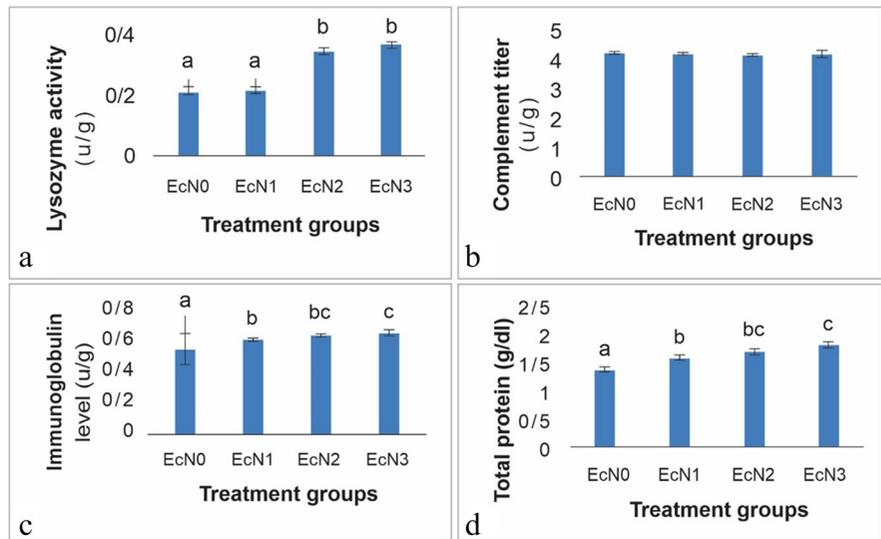 Lysozyme activity
(u/g)
0/4
0/2
0
a
a
b
b
EcN0 EcN1 EcN2 EcN3
Treatment groups
a
Complement titer
(u/g)
5
4
3
2
1
0
EcN0 EcN1 EcN2 EcN3
Treatment groups
b
Immunoglobulin
level (u/g)
0/8
0/6
0/4
0/2
0
a
b
bc
c
EcN0 EcN1 EcN2 EcN3
Treatment groups
c
Total protein (g/dl)
2/5
2
1/5
1
0/5
0
a
b
bc
c
EcN0 EcN1 EcN2 EcN3
Treatment groups
d